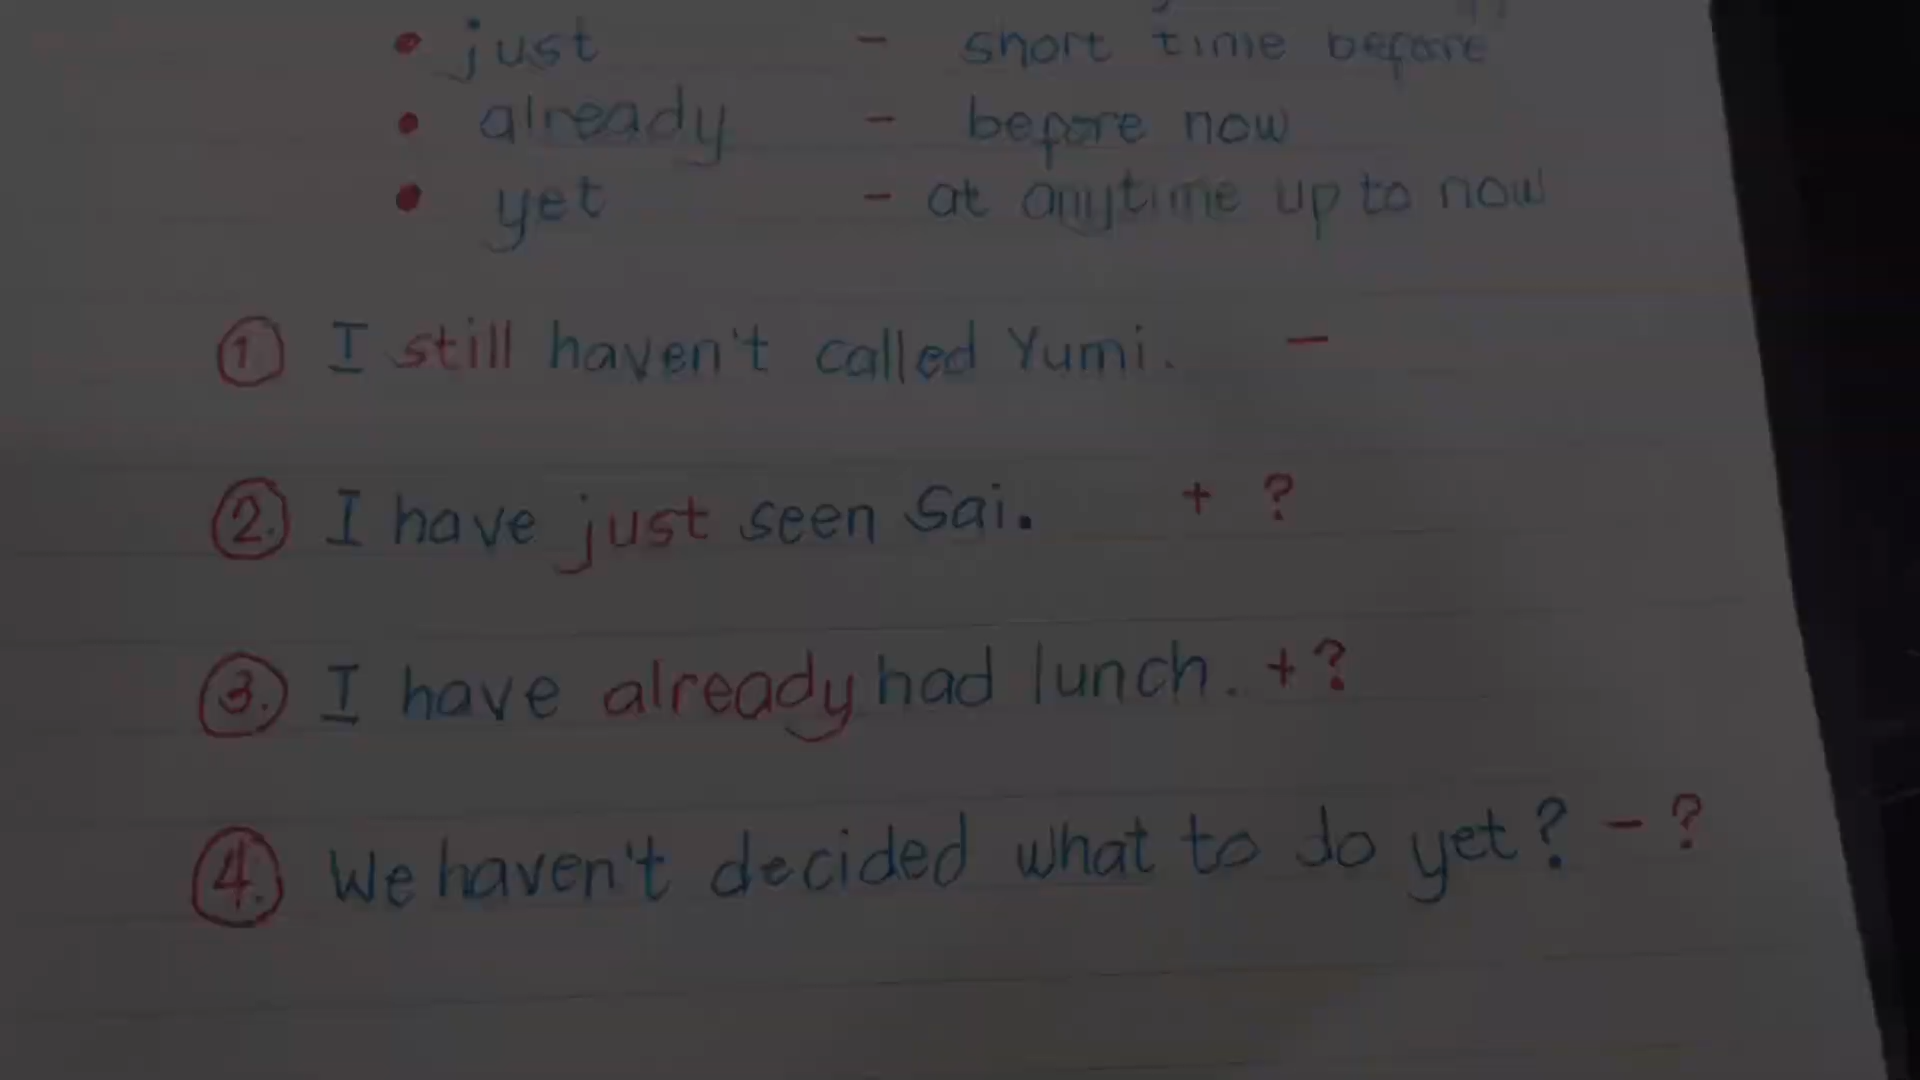 • just - short time before
• already - before now
• yet - at anytime up to now
1. I still haven't called Yumi. -
2. I have just seen Sai. + ?
3. I have already had lunch. + ?
4. We haven't decided what to do yet? - ?